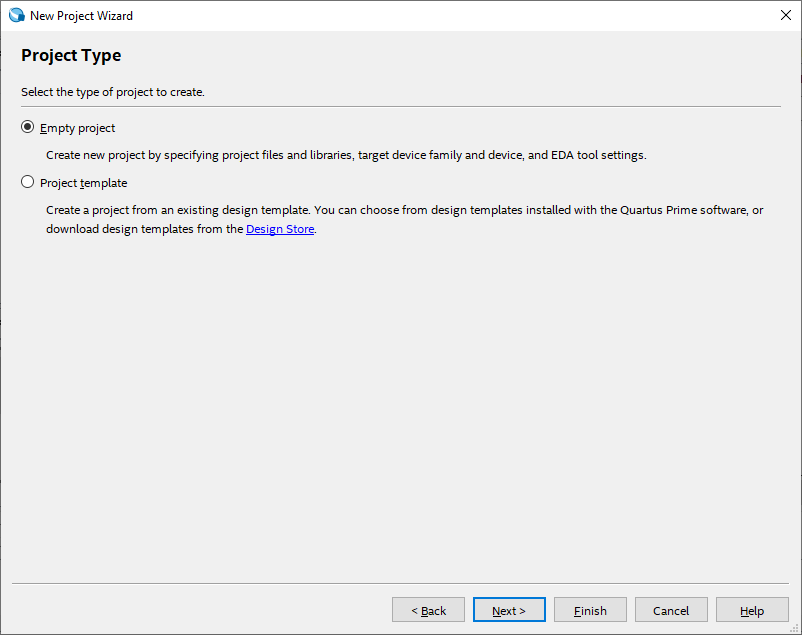 New Project Wizard
Project Type
Select the type of project to create.
Empty project
Create new project by specifying project files and libraries, target device family and device, and EDA tool settings.
Project template
Create a project from an existing design template. You can choose from design templates installed with the Quartus Prime software, or
download design templates from the Design Store.
< Back Next > Finish Cancel Help